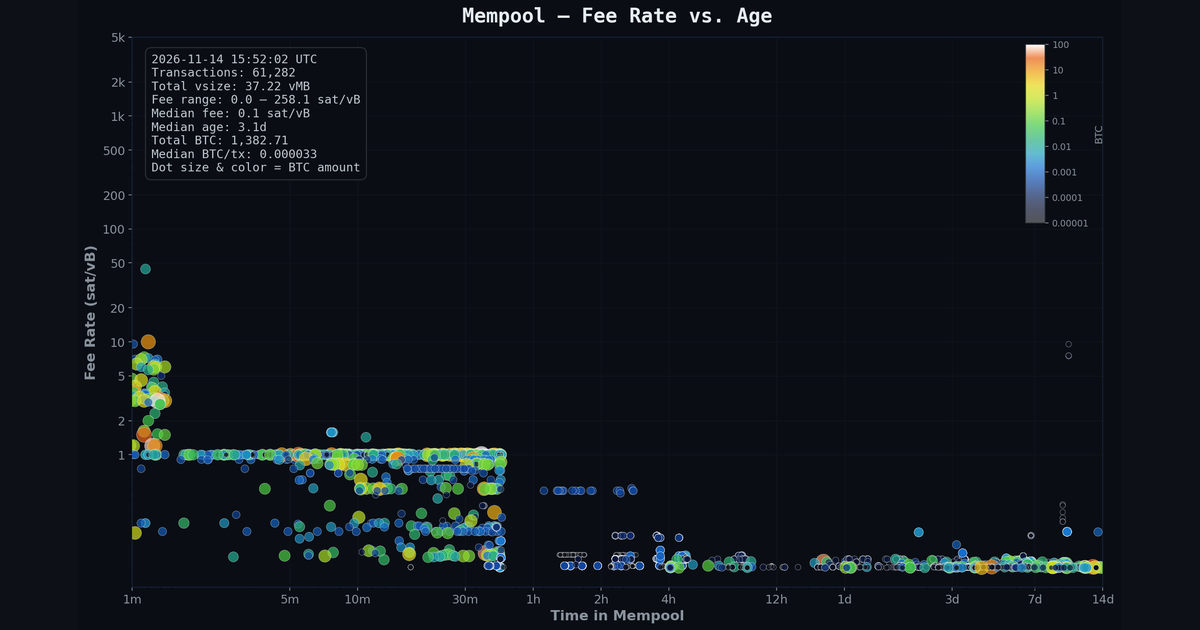 Mempool — Fee Rate vs. Age
2026-11-14 15:52:02 UTC
Transactions: 61,282
Total vsize: 37.22 vMB
Fee range: 0.0 — 258.1 sat/vB
Median fee: 0.1 sat/vB
Median age: 3.1d
Total BTC: 1,382.71
Median BTC/tx: 0.000033
Dot size & color = BTC amount
100
10
1
0.1
0.01
0.001
0.0001
0.00001
BTC
Fee Rate (sat/vB)
5k
2k
1k
500
200
100
50
20
10
5
2
1
1m
5m
10m
30m
1h
2h
4h
12h
1d
3d
7d
14d
Time in Mempool